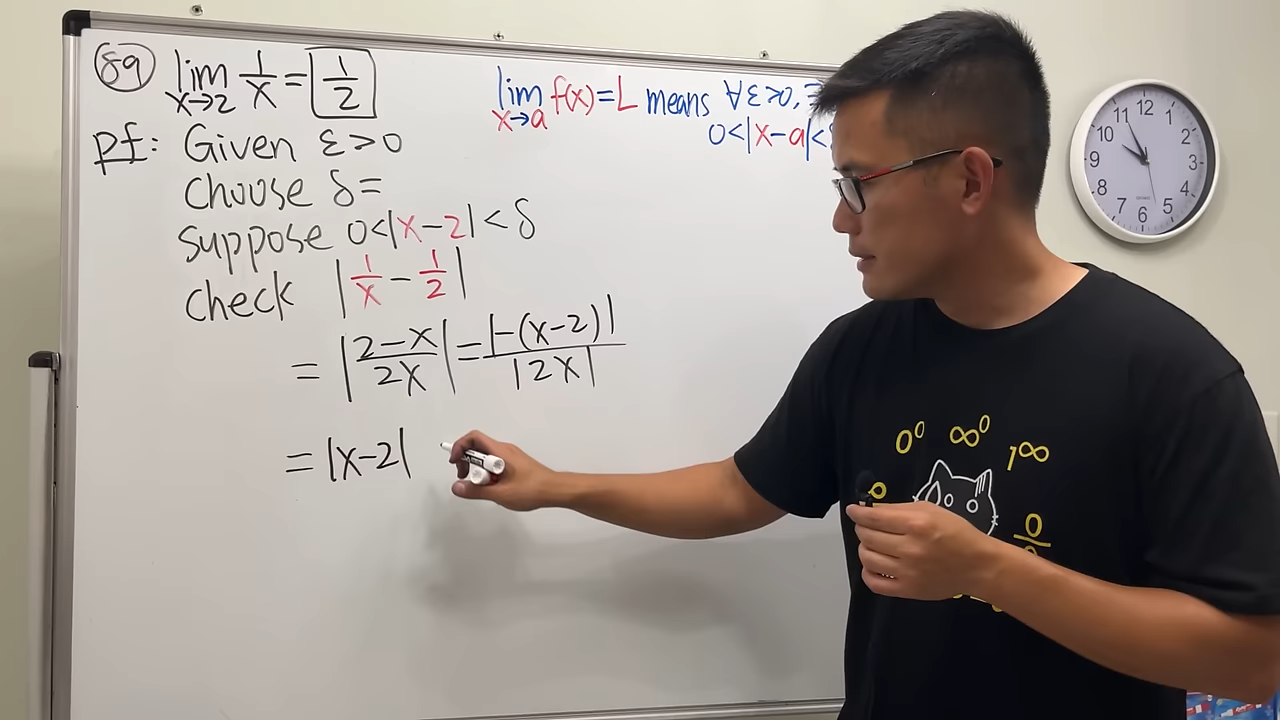 89 lim x→2 1/x = 1/2
lim x→a f(x)=L means ∀ε>0,
0<|x-a|<
pf: Given ε>0
choose δ=
suppose 0<|x-2|<δ
check |1/x - 1/2|
= |2-x/2x| = |-(x-2)|/|2x|
= |x-2|
12
1
2
3
4
5
6
7
8
9
10
11
0⁰ ∞⁰ 1^∞
∞
0